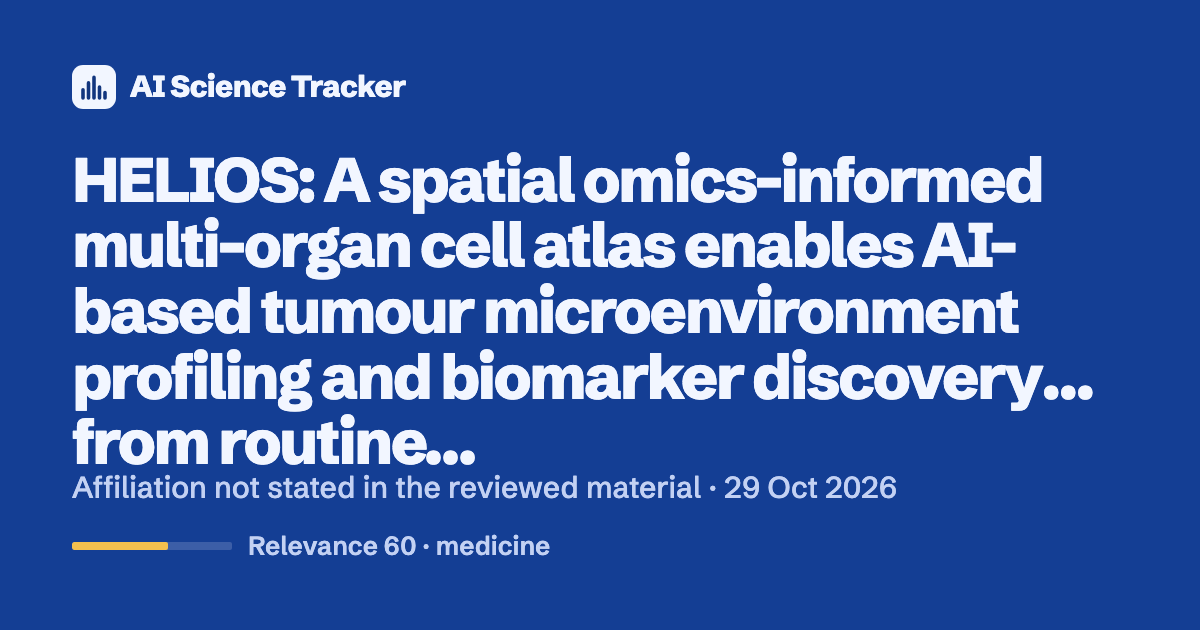 AI Science Tracker
HELIOS: A spatial omics-informed
multi-organ cell atlas enables AI-
based tumour microenvironment
profiling and biomarker discovery…
from routine…
Affiliation not stated in the reviewed material · 29 Oct 2026
Relevance 60 · medicine